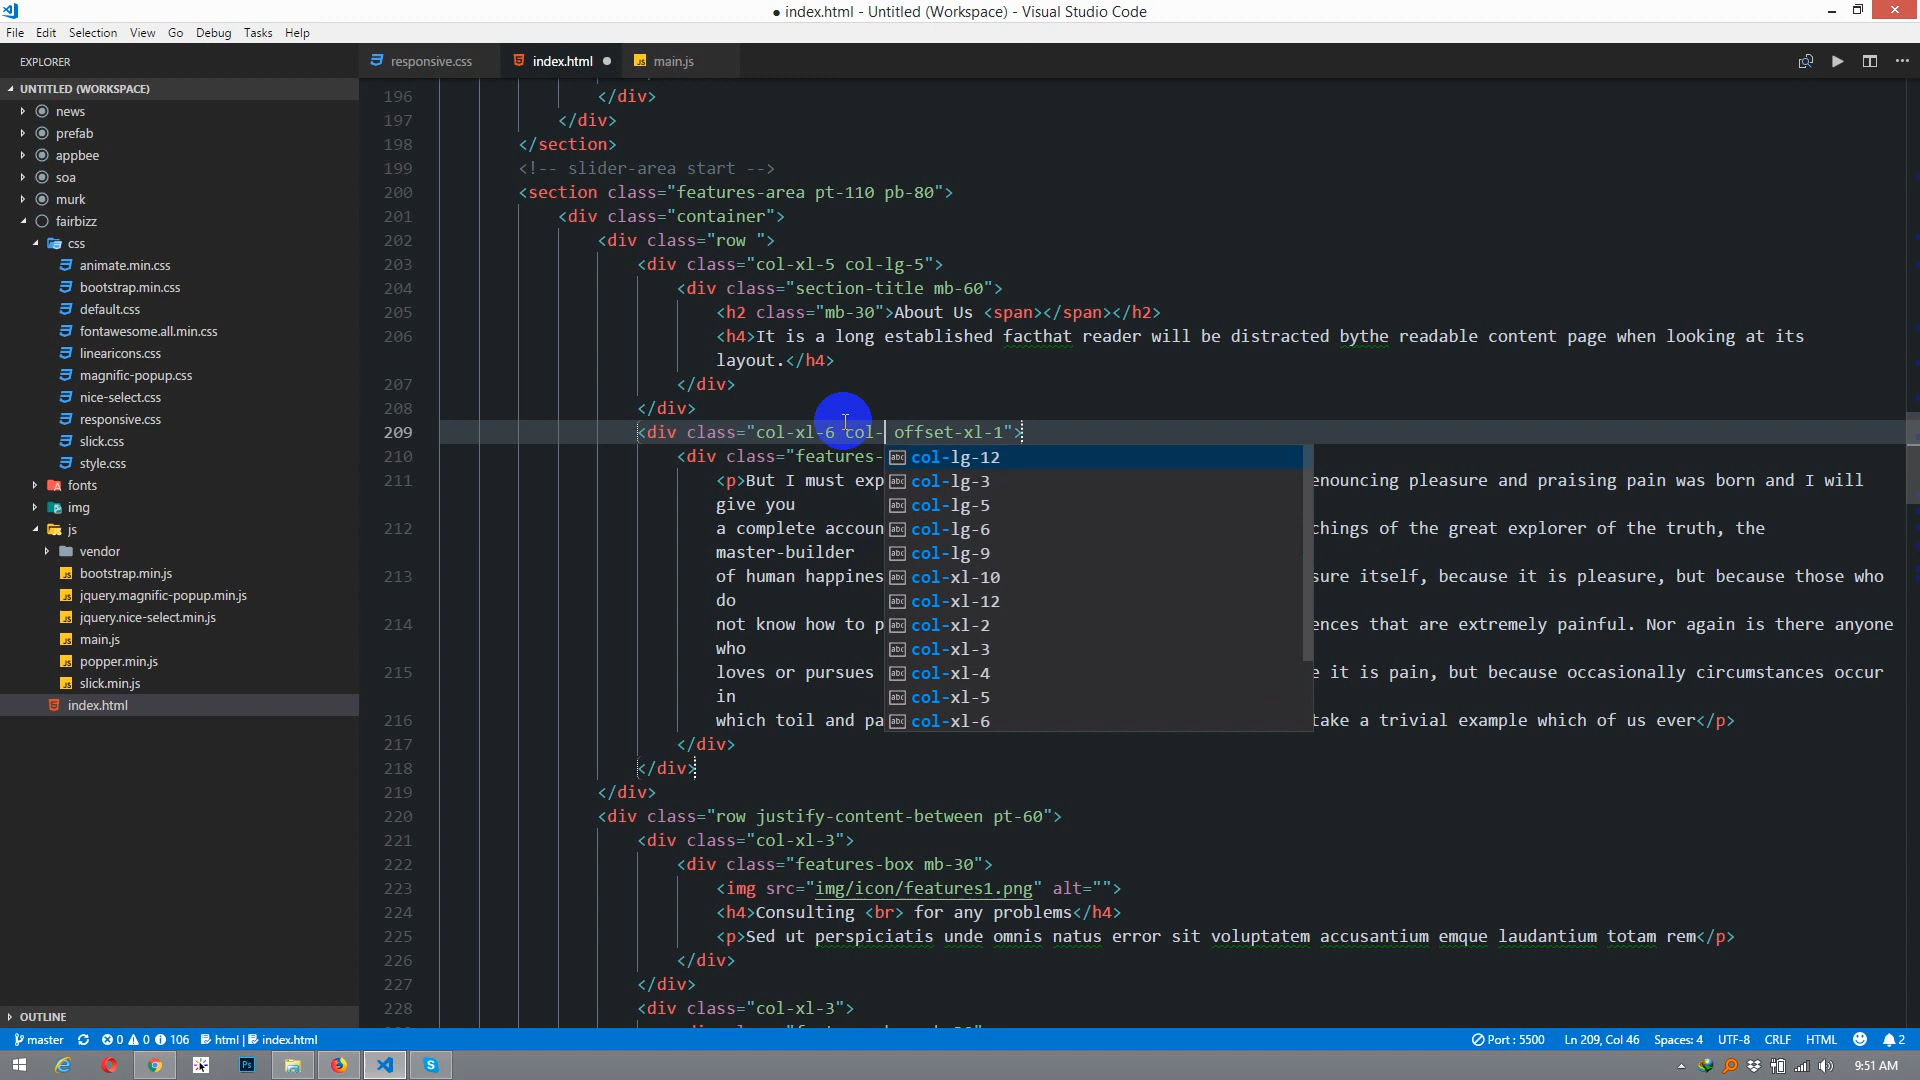 ● index.html - Untitled (Workspace) - Visual Studio Code
File Edit Selection View Go Debug Tasks Help
EXPLORER
responsive.css index.html ● main.js
UNTITLED (WORKSPACE)
news
prefab
appbee
soa
murk
fairbizz
css
animate.min.css
bootstrap.min.css
default.css
fontawesome.all.min.css
linearicons.css
magnific-popup.css
nice-select.css
responsive.css
slick.css
style.css
fonts
img
js
vendor
bootstrap.min.js
jquery.magnific-popup.min.js
jquery.nice-select.min.js
main.js
popper.min.js
slick.min.js
index.html
OUTLINE
196 </div>
197 </div>
198 </section>
199 <!-- slider-area start -->
200 <section class="features-area pt-110 pb-80">
201 <div class="container">
202 <div class="row ">
203 <div class="col-xl-5 col-lg-5">
204 <div class="section-title mb-60">
205 <h2 class="mb-30">About Us <span></span></h2>
206 <h4>It is a long established facthat reader will be distracted bythe readable content page when looking at its
layout.</h4>
207 </div>
208 </div>
209 <div class="col-xl-6 col- offset-xl-1">
210 <div class="features-
211 <p>But I must exp enouncing pleasure and praising pain was born and I will
give you
212 a complete accoun chings of the great explorer of the truth, the
master-builder
213 of human happines sure itself, because it is pleasure, but because those who
do
214 not know how to p ences that are extremely painful. Nor again is there anyone
who
215 loves or pursues e it is pain, but because occasionally circumstances occur
in
216 which toil and pa take a trivial example which of us ever</p>
217 </div>
218 </div>
219 </div>
220 <div class="row justify-content-between pt-60">
221 <div class="col-xl-3">
222 <div class="features-box mb-30">
223 <img src="img/icon/features1.png" alt="">
224 <h4>Consulting <br> for any problems</h4>
225 <p>Sed ut perspiciatis unde omnis natus error sit voluptatem accusantium emque laudantium totam rem</p>
226 </div>
227 </div>
228 <div class="col-xl-3">
col-lg-12
col-lg-3
col-lg-5
col-lg-6
col-lg-9
col-xl-10
col-xl-12
col-xl-2
col-xl-3
col-xl-4
col-xl-5
col-xl-6
master 0 0 106 html | index.html Port : 5500 Ln 209, Col 46 Spaces: 4 UTF-8 CRLF HTML 2
9:51 AM